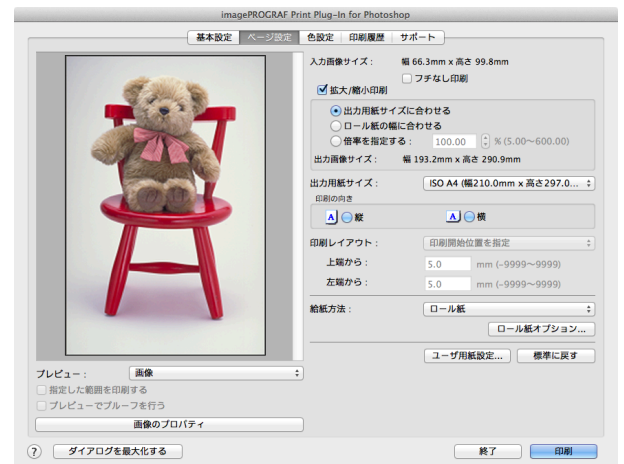 imagePROGRAF Print Plug-In for Photoshop
基本設定 ページ設定 色設定 印刷履歴 サポート
入力画像サイズ： 幅 66.3mm x 高さ 99.8mm
フチなし印刷
拡大/縮小印刷
出力用紙サイズに合わせる
ロール紙の幅に合わせる
倍率を指定する： 100.00 % (5.00～600.00)
出力画像サイズ： 幅 193.2mm x 高さ 290.9mm
出力用紙サイズ： ISO A4 (幅210.0mm x 高さ297.0...
印刷の向き
A 縦 A 横
印刷レイアウト： 印刷開始位置を指定
上端から： 5.0 mm (-9999～9999)
左端から： 5.0 mm (-9999～9999)
給紙方法： ロール紙
ロール紙オプション...
ユーザ用紙設定... 標準に戻す
プレビュー： 画像
指定した範囲を印刷する
プレビューでプルーフを行う
画像のプロパティ
? ダイアログを最大化する 終了 印刷